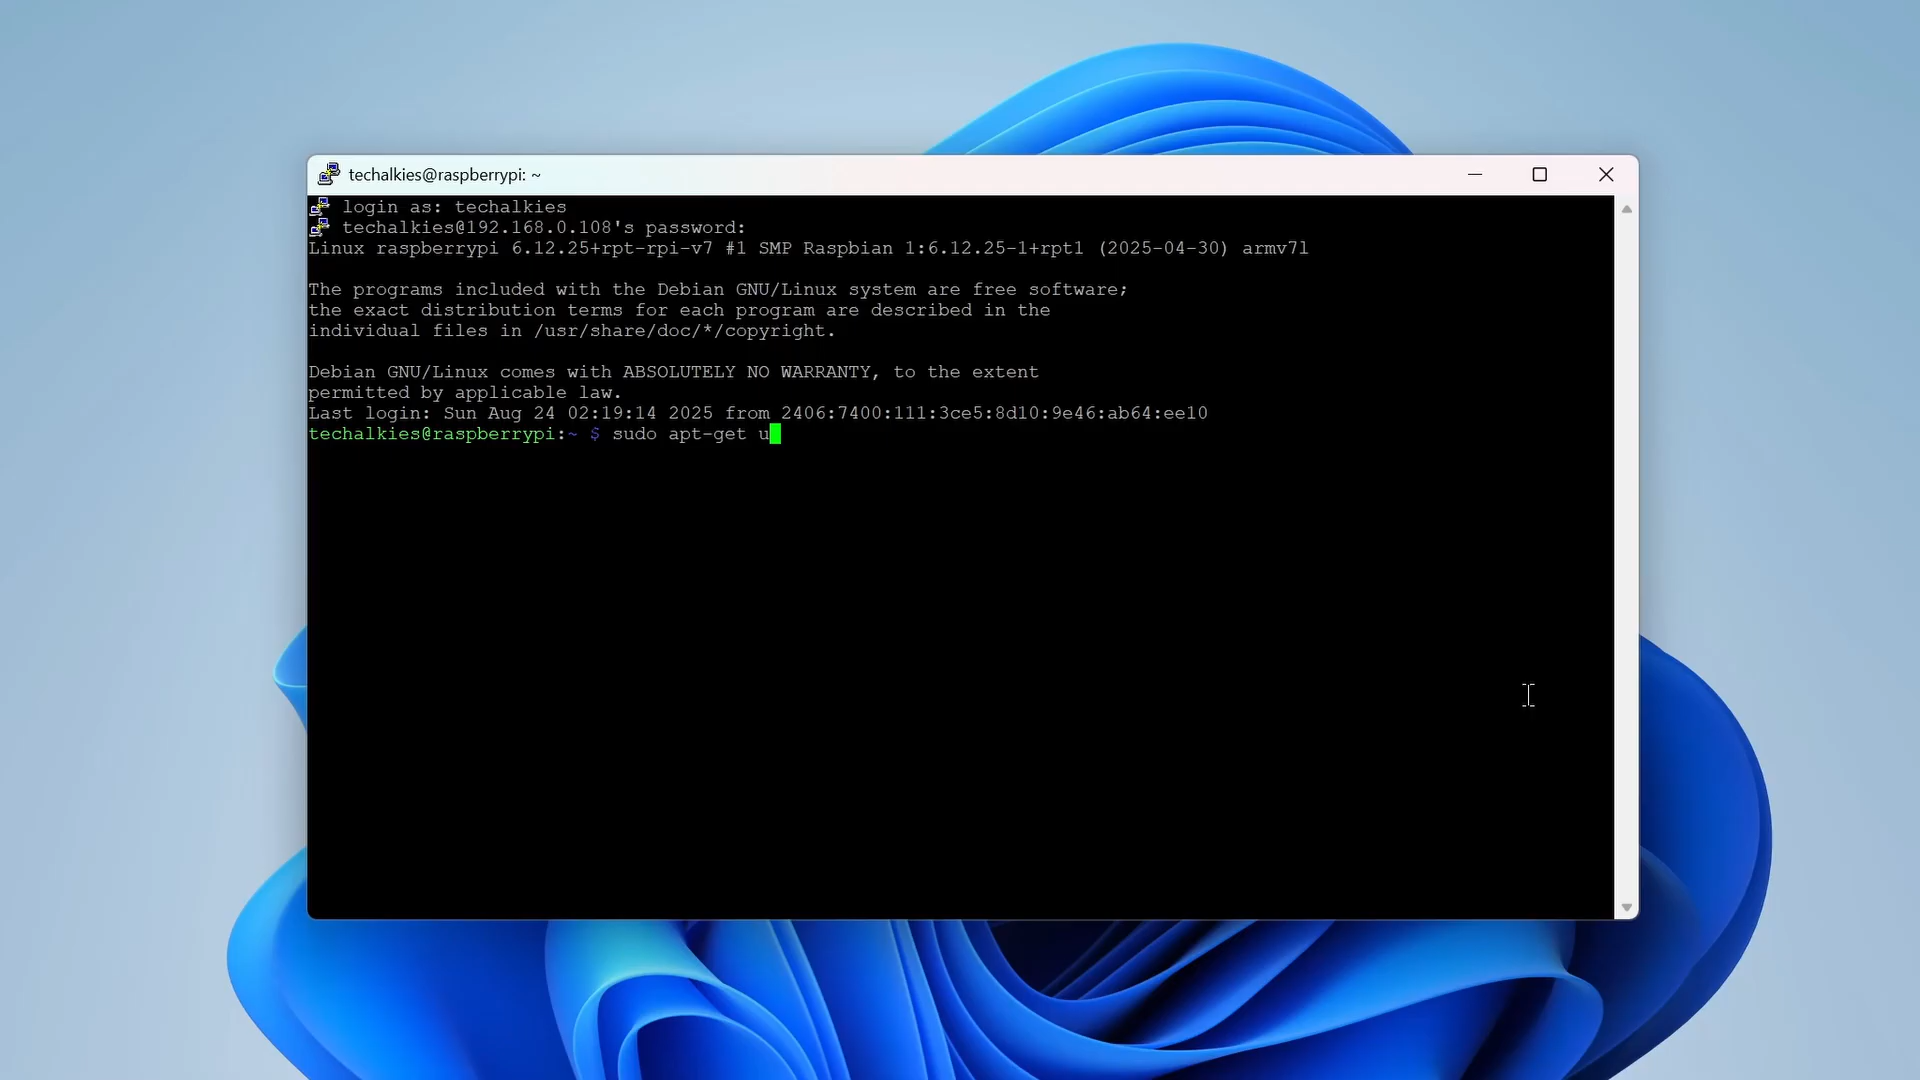 techalkies@raspberrypi: ~
login as: techalkies
techalkies@192.168.0.108's password:
Linux raspberrypi 6.12.25+rpt-rpi-v7 #1 SMP Raspbian 1:6.12.25-1+rpt1 (2025-04-30) armv7l
The programs included with the Debian GNU/Linux system are free software;
the exact distribution terms for each program are described in the
individual files in /usr/share/doc/*/copyright.
Debian GNU/Linux comes with ABSOLUTELY NO WARRANTY, to the extent
permitted by applicable law.
Last login: Sun Aug 24 02:19:14 2025 from 2406:7400:111:3ce5:8d10:9e46:ab64:ee10
techalkies@raspberrypi:~ $ sudo apt-get u